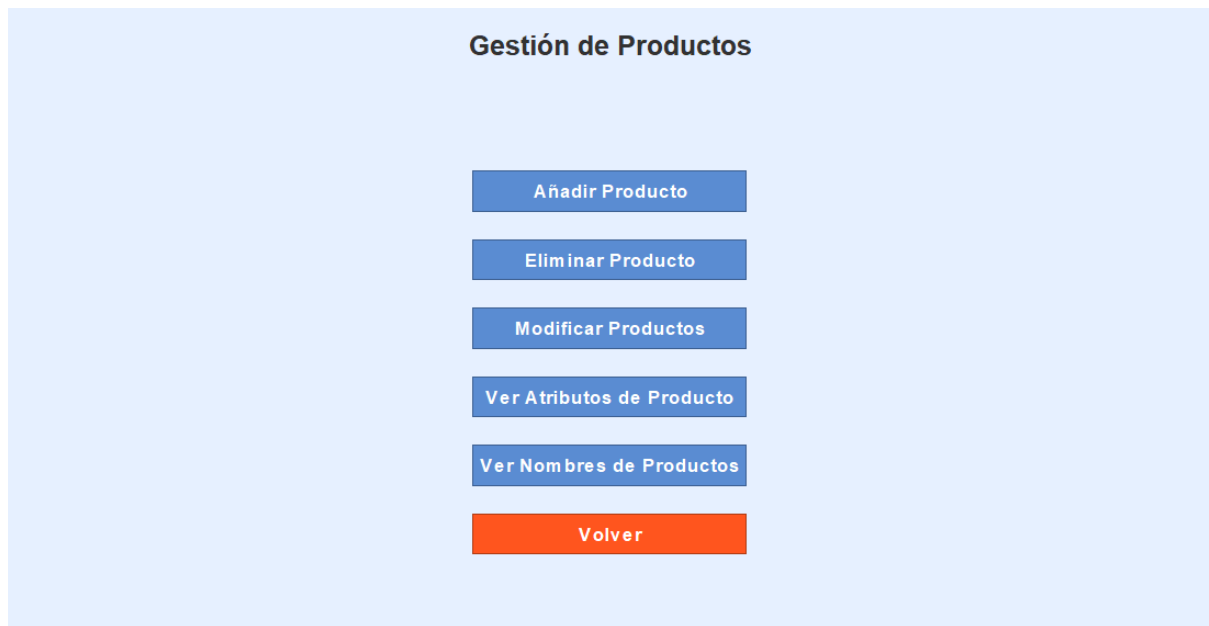 Gestión de Productos
Añadir Producto
Eliminar Producto
Modificar Productos
Ver Atributos de Producto
Ver Nombres de Productos
Volver